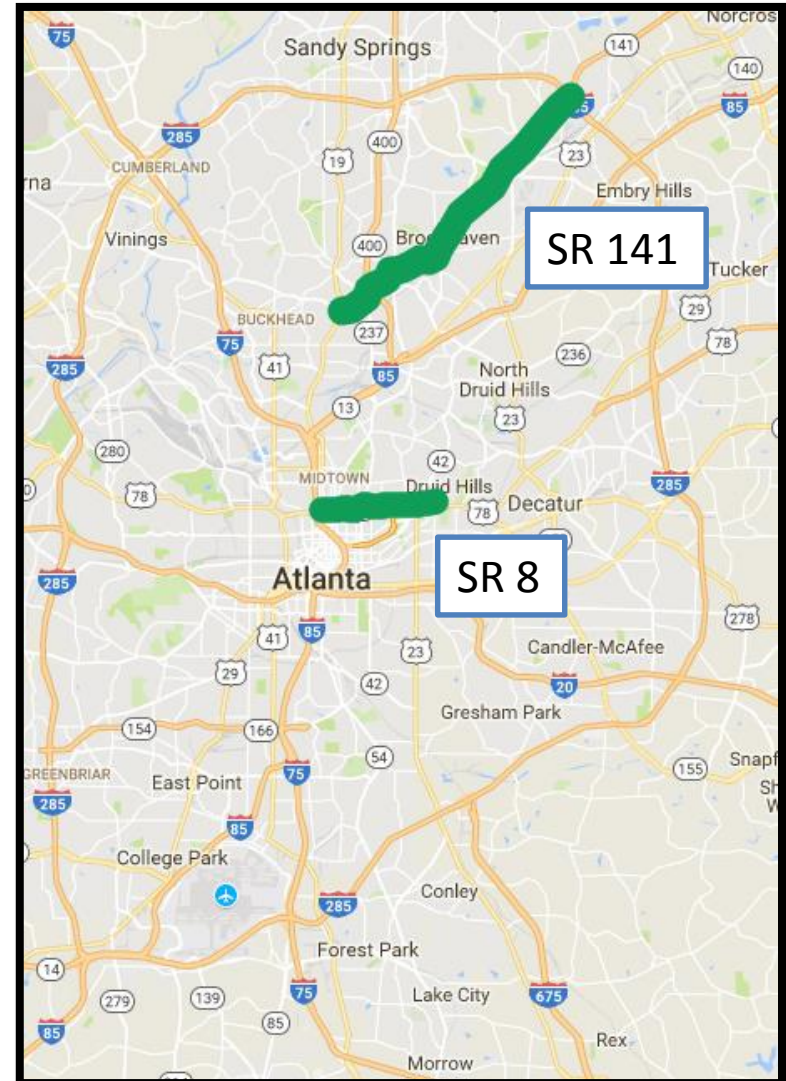 75
Sandy Springs
Norcros
141
140
85
285
400
19
23
CUMBERLAND
rna
Embry Hills
Vinings
400
SR 141
Tucker
BUCKHEAD
237
29
75
78
285
41
85
236
North
Druid Hills
13
23
280
42
MIDTOWN
Druid Hills
285
78
78
Decatur
SR 8
Atlanta
285
41
85
23
278
Candler-McAfee
29
42
20
Gresham Park
154
166
54
155
Snapf
GREENBRIAR
East Point
75
285
85
College Park
Conley
285
Forest Park
14
279
139
75
Lake City
675
85
85
Rex
Morrow